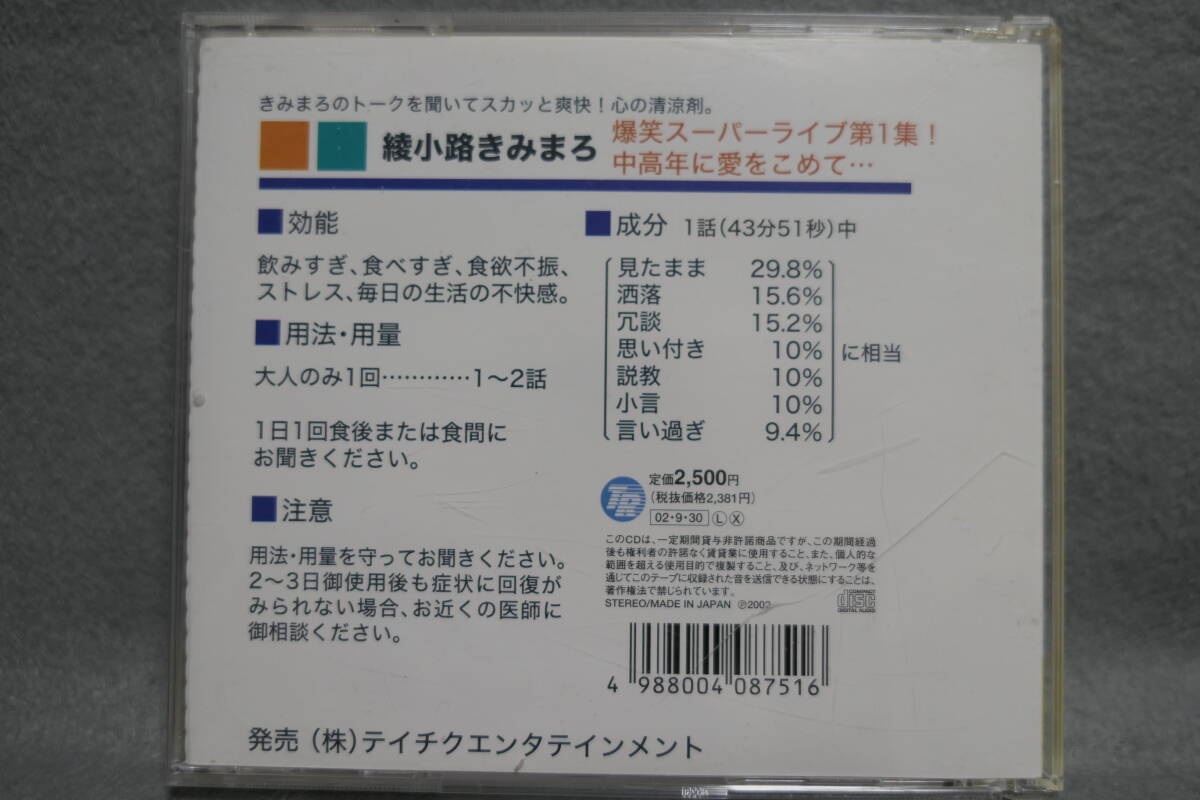 きみまろのトークを聞いてスカッと爽快！心の清涼剤。
綾小路きみまろ
爆笑スーパーライブ第1集！
中高年に愛をこめて…
効能
飲みすぎ、食べすぎ、食欲不振、
ストレス、毎日の生活の不快感。
用法・用量
大人のみ1回…………1〜2話
1日1回食後または食間に
お聞きください。
注意
用法・用量を守ってお聞きください。
2〜3日御使用後も症状に回復が
みられない場合、お近くの医師に
御相談ください。
成分 1話(43分51秒)中
見たまま 29.8%
洒落 15.6%
冗談 15.2%
思い付き 10%
説教 10%
小言 10%
言い過ぎ 9.4%
に相当
TR
定価2,500円
(税抜価格2,381円)
02・9・30 Ⓛ Ⓧ
このCDは、一定期間貸与非許諾商品ですが、この期間経過
後も権利者の許諾なく賃貸業に使用すること、また、個人的な
範囲を超える使用目的で複製すること、及び、ネットワーク等を
通じてこのテープに収録された音を送信できる状態にすることは、
著作権法で禁じられています。
STEREO/MADE IN JAPAN ℗2002
COMPACT
disc
DIGITAL AUDIO
4 988004 087516
発売 (株)テイチクエンタテインメント